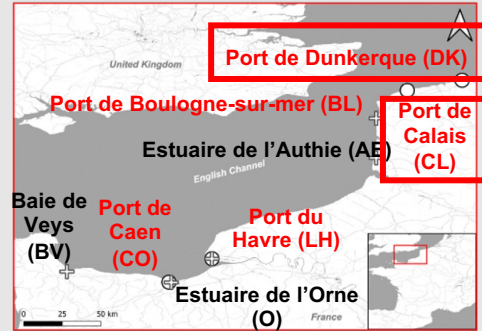 United Kingdom
Port de Dunkerque (DK)
Port de Boulogne-sur-mer (BL)
Port de
Calais
(CL)
Estuaire de l'Authie (AE)
English Channel
Baie de
Veys
(BV)
Port de
Caen
(CO)
Port du
Havre (LH)
Estuaire de l'Orne
(O)
France
0 25 50 km